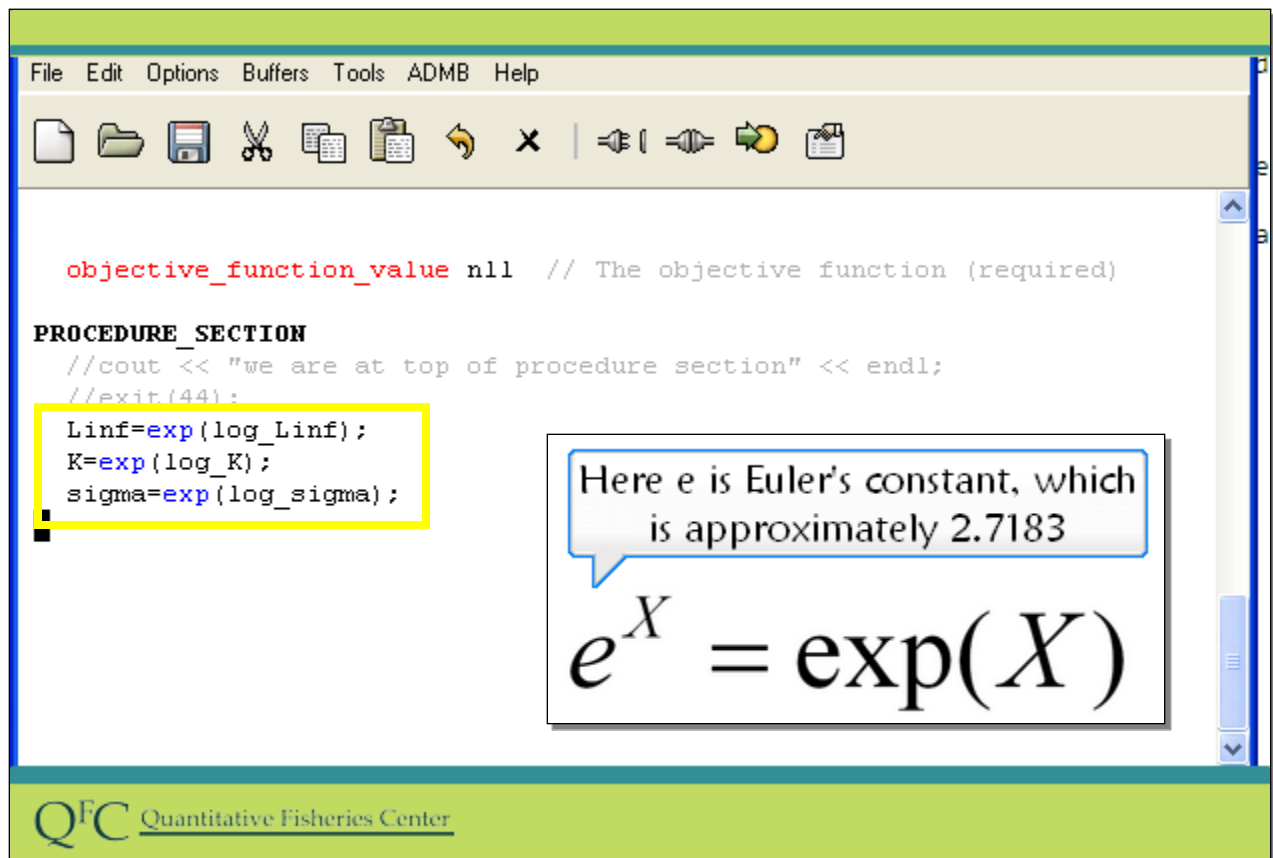 File Edit Options Buffers Tools ADMB Help
objective_function_value nll // The objective function (required)
PROCEDURE_SECTION
//cout << "we are at top of procedure section" << endl;
//exit(44);
Linf=exp(log_Linf);
K=exp(log_K);
sigma=exp(log_sigma);
Here e is Euler's constant, which
is approximately 2.7183
e^X = exp(X)
QFC Quantitative Fisheries Center